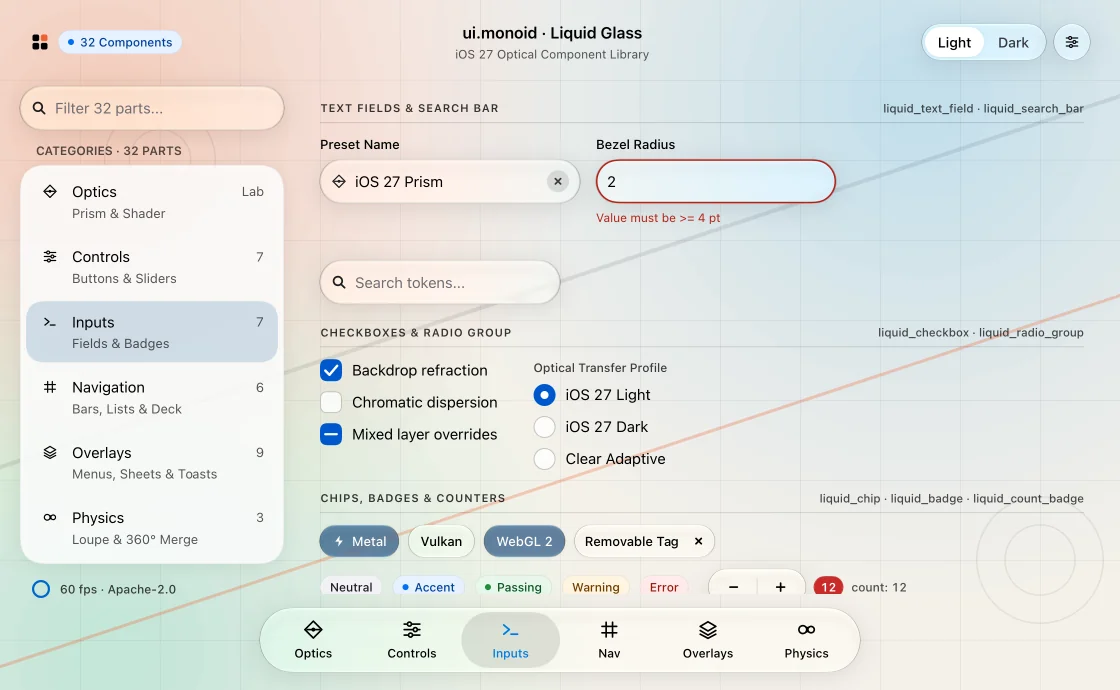 32 Components
ui.monoid · Liquid Glass
iOS 27 Optical Component Library
Light
Dark
Filter 32 parts...
CATEGORIES · 32 PARTS
Optics
Lab
Prism & Shader
Controls
7
Buttons & Sliders
Inputs
7
Fields & Badges
Navigation
6
Bars, Lists & Deck
Overlays
9
Menus, Sheets & Toasts
Physics
3
Loupe & 360° Merge
60 fps · Apache-2.0
TEXT FIELDS & SEARCH BAR
liquid_text_field · liquid_search_bar
Preset Name
Bezel Radius
iOS 27 Prism
2
Value must be >= 4 pt
Search tokens...
CHECKBOXES & RADIO GROUP
liquid_checkbox · liquid_radio_group
Backdrop refraction
Chromatic dispersion
Mixed layer overrides
Optical Transfer Profile
iOS 27 Light
iOS 27 Dark
Clear Adaptive
CHIPS, BADGES & COUNTERS
liquid_chip · liquid_badge · liquid_count_badge
Metal
Vulkan
WebGL 2
Removable Tag
Neutral
Accent
Passing
Warning
Error
12
count: 12
Optics
Controls
Inputs
Nav
Overlays
Physics